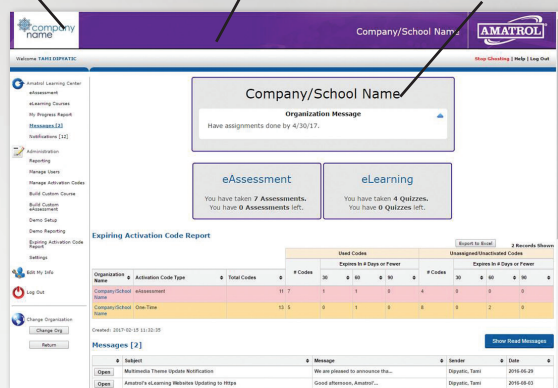 company
name
Company/School Name
AMATROL
Welcome TAMI DIPYATIC
Stop Ghosting | Help | Log Out
Amatrol Learning Center
eAssessment
eLearning Courses
My Progress Report
Messages [2]
Notifications [12]
Administration
Reporting
Manage Users
Manage Activation Codes
Build Custom Course
Build Custom
eAssessment
Demo Setup
Demo Reporting
Expiring Activation Code
Report
Settings
Edit My Info
Log Out
Change Organization
Change Org
Return
Company/School Name
Organization Message
Have assignments done by 4/30/17.
eAssessment
You have taken 7 Assessments.
You have 0 Assessments left.
eLearning
You have taken 4 Quizzes.
You have 0 Quizzes left.
Expiring Activation Code Report
Export to Excel 2 Records Shown
Used Codes Unassigned/Unactivated Codes
Expires In # Days or Fewer Expires In # Days or Fewer
Organization Name Activation Code Type Total Codes # Codes 30 60 90 # Codes 30 60 90
Company/School Name eAssessment 11 7 1 1 0 4 0 0 0
Company/School Name One-Time 13 5 0 1 0 8 0 2 0
Created: 2017-02-15 11:32:35
Messages [2]
Show Read Messages
Subject Message Sender Date
Open Multimedia Theme Update Notification We are pleased to announce tha... Dipyatic, Tami 2016-06-29
Open Amatrol's eLearning Websites Updating to Https Good afternoon, Amatrol'... Dipyatic, Tami 2016-08-03